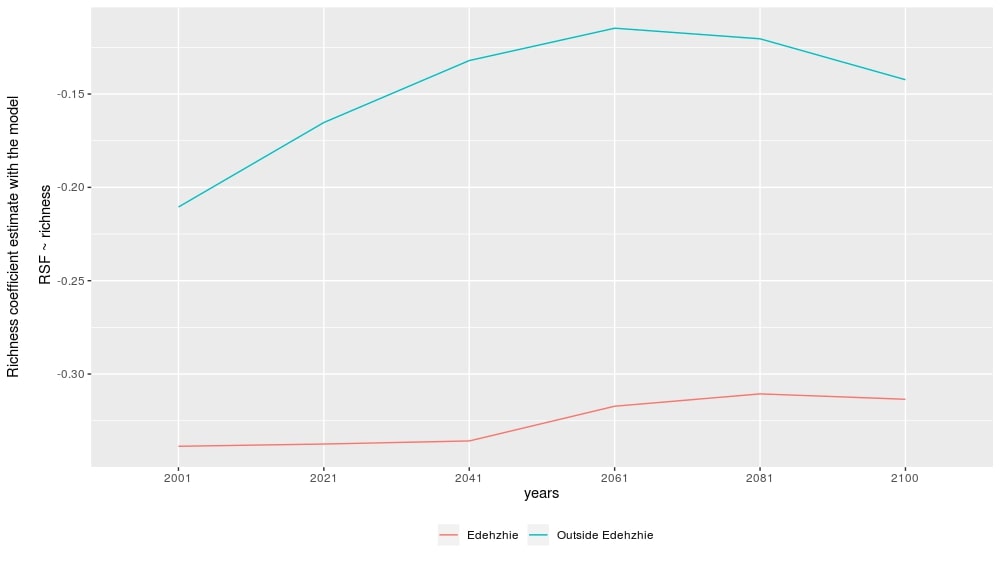 Richness coefficient estimate with the model
RSF ~ richness
-0.15
-0.20
-0.25
-0.30
2001 2021 2041 2061 2081 2100
years
Edehzhie Outside Edehzhie